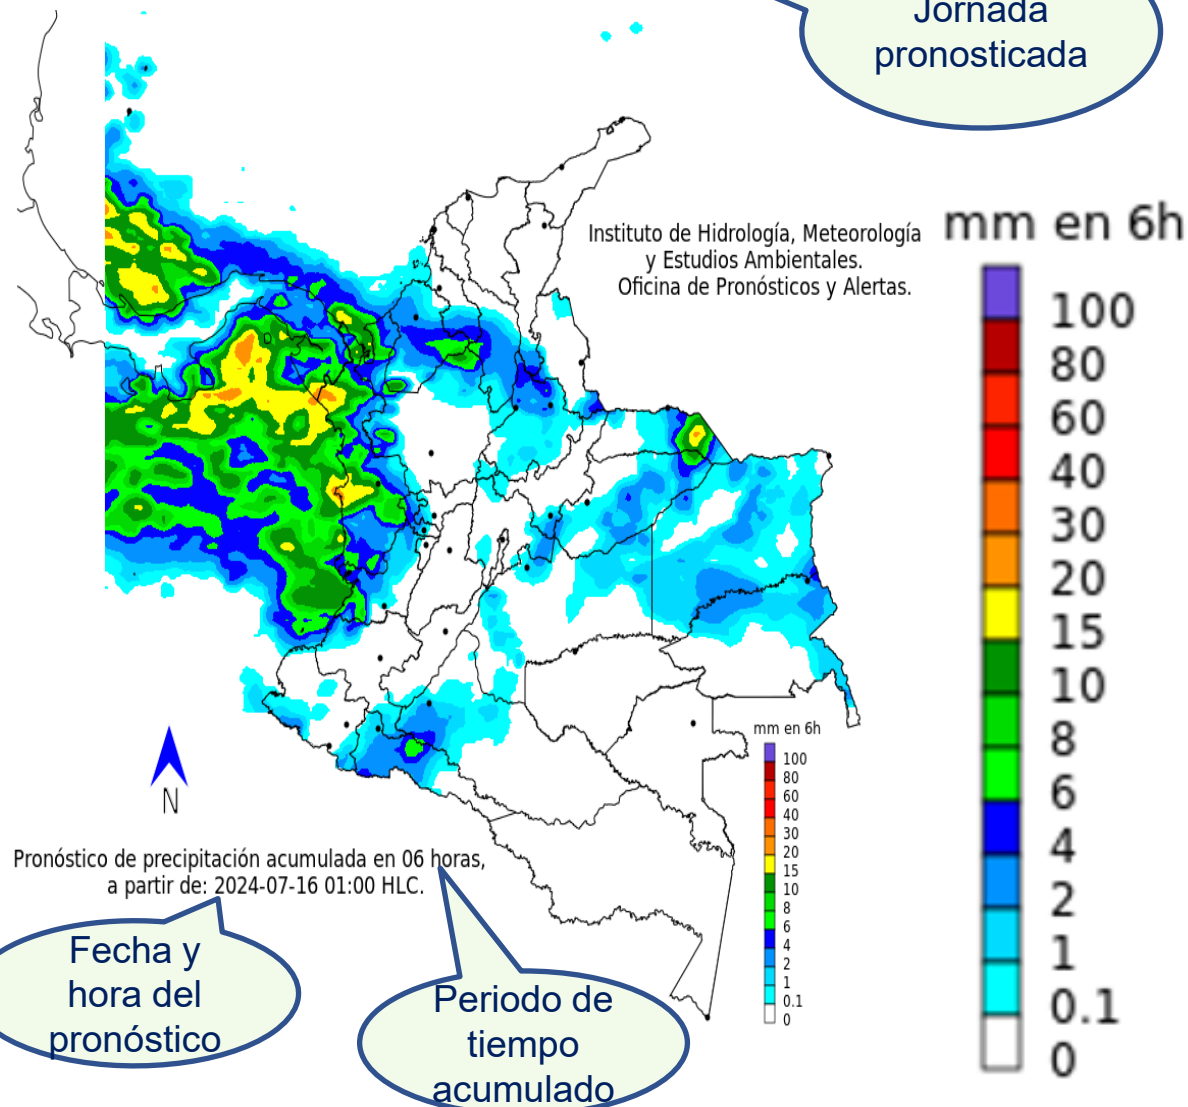 Jornada
pronosticada
Instituto de Hidrología, Meteorología
y Estudios Ambientales.
Oficina de Pronósticos y Alertas.
mm en 6h
100
80
60
40
30
20
15
10
8
6
4
2
1
0.1
0
mm en 6h
100
80
60
40
30
20
15
10
8
6
4
2
1
0.1
0
N
Pronóstico de precipitación acumulada en 06 horas,
a partir de: 2024-07-16 01:00 HLC.
Fecha y
hora del
pronóstico
Periodo de
tiempo
acumulado